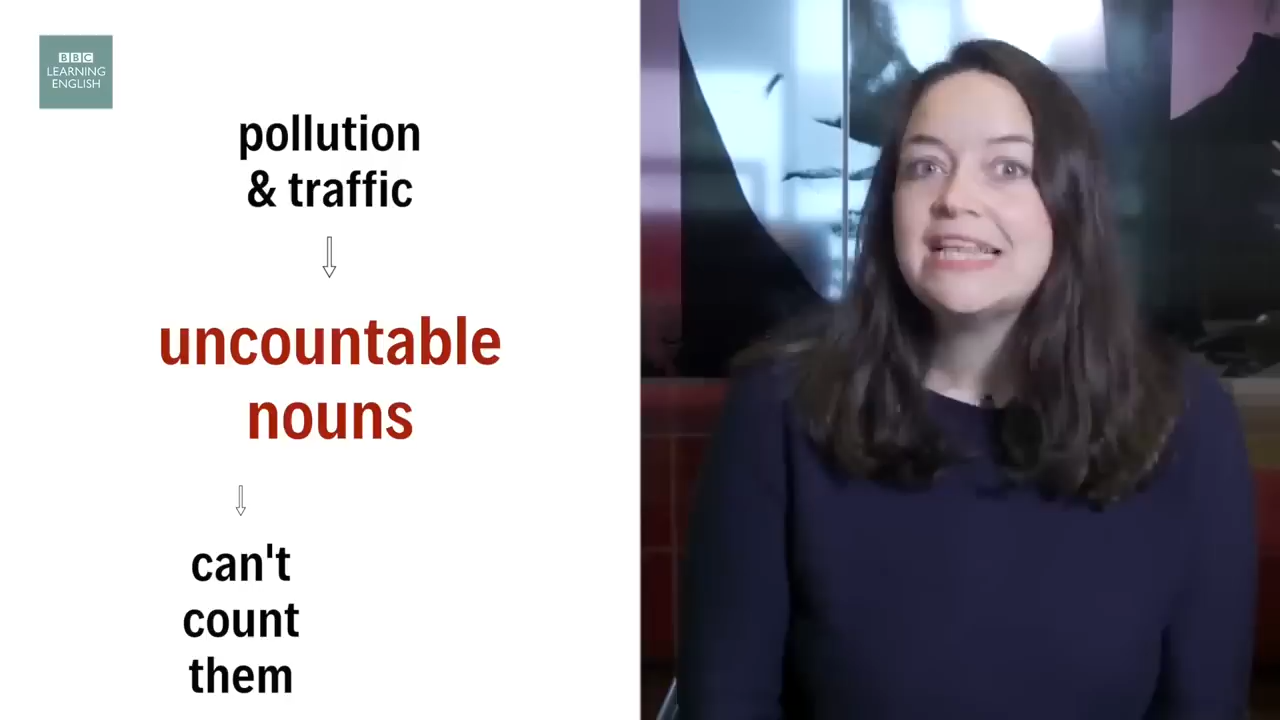 BBC
LEARNING
ENGLISH
pollution
& traffic
uncountable
nouns
can't
count
them